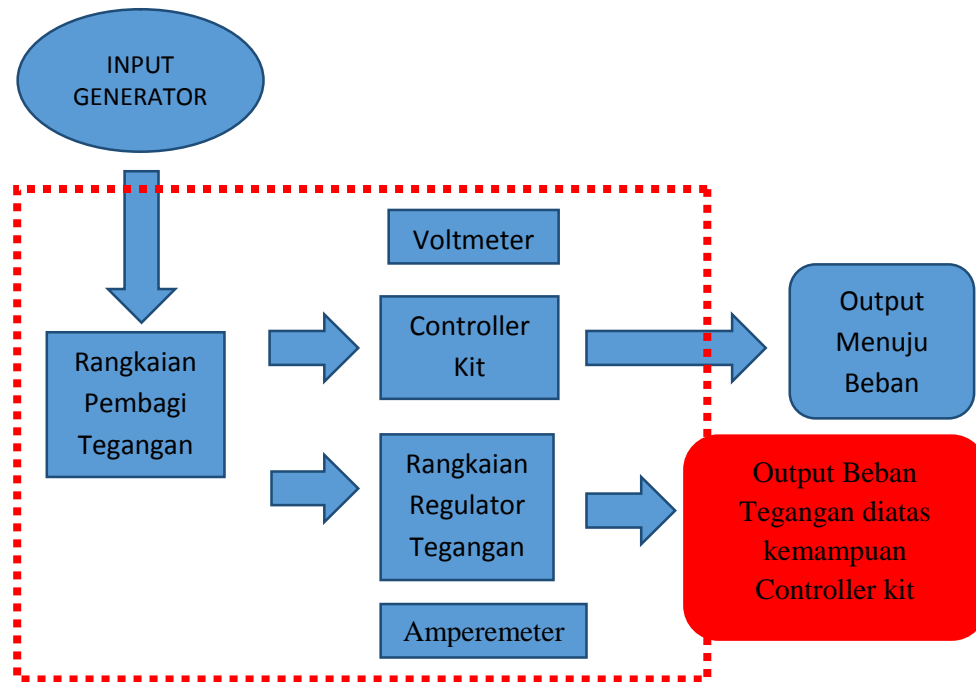 INPUT
GENERATOR
Voltmeter
Rangkaian
Pembagi
Tegangan
Controller
Kit
Output
Menuju
Beban
Rangkaian
Regulator
Tegangan
Output Beban
Tegangan diatas
kemampuan
Controller kit
Amperemeter